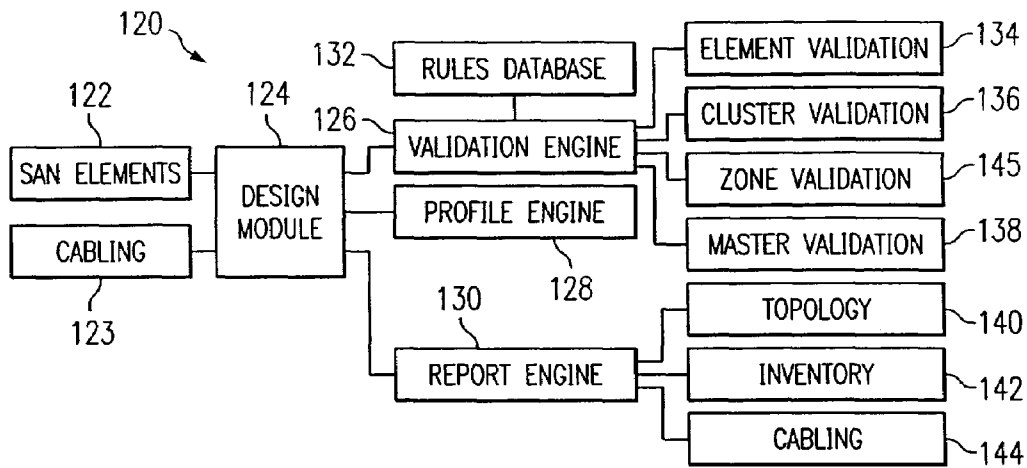 120
132
RULES DATABASE
ELEMENT VALIDATION
134
122
124
126
VALIDATION ENGINE
CLUSTER VALIDATION
136
SAN ELEMENTS
DESIGN
MODULE
ZONE VALIDATION
145
PROFILE ENGINE
128
MASTER VALIDATION
138
CABLING
123
130
REPORT ENGINE
TOPOLOGY
140
INVENTORY
142
CABLING
144